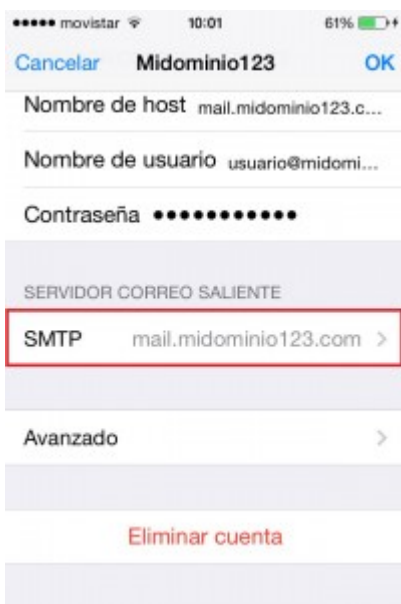 movistar 10:01 61%
Cancelar Midominio123 OK
Nombre de host mail.midominio123.c...
Nombre de usuario usuario@midomi...
Contraseña ●●●●●●●●●●●
SERVIDOR CORREO SALIENTE
SMTP mail.midominio123.com >
Avanzado >
Eliminar cuenta